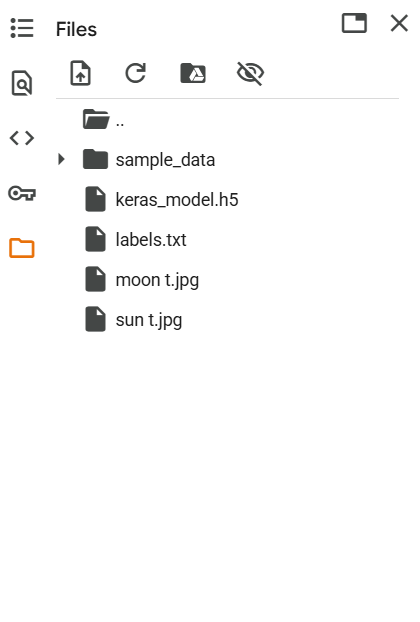 Files
..
sample_data
keras_model.h5
labels.txt
moon t.jpg
sun t.jpg